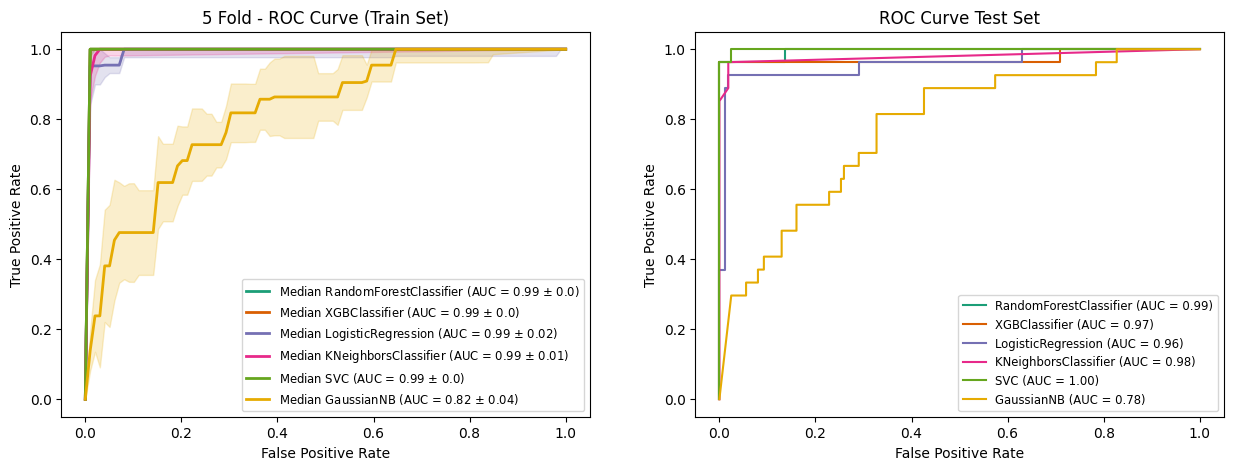 5 Fold - ROC Curve (Train Set)
True Positive Rate
1.0
0.8
0.6
0.4
0.2
0.0
Median RandomForestClassifier (AUC = 0.99 ± 0.0)
Median XGBClassifier (AUC = 0.99 ± 0.0)
Median LogisticRegression (AUC = 0.99 ± 0.02)
Median KNeighborsClassifier (AUC = 0.99 ± 0.01)
Median SVC (AUC = 0.99 ± 0.0)
Median GaussianNB (AUC = 0.82 ± 0.04)
0.0 0.2 0.4 0.6 0.8 1.0
False Positive Rate
ROC Curve Test Set
True Positive Rate
1.0
0.8
0.6
0.4
0.2
0.0
RandomForestClassifier (AUC = 0.99)
XGBClassifier (AUC = 0.97)
LogisticRegression (AUC = 0.96)
KNeighborsClassifier (AUC = 0.98)
SVC (AUC = 1.00)
GaussianNB (AUC = 0.78)
0.0 0.2 0.4 0.6 0.8 1.0
False Positive Rate